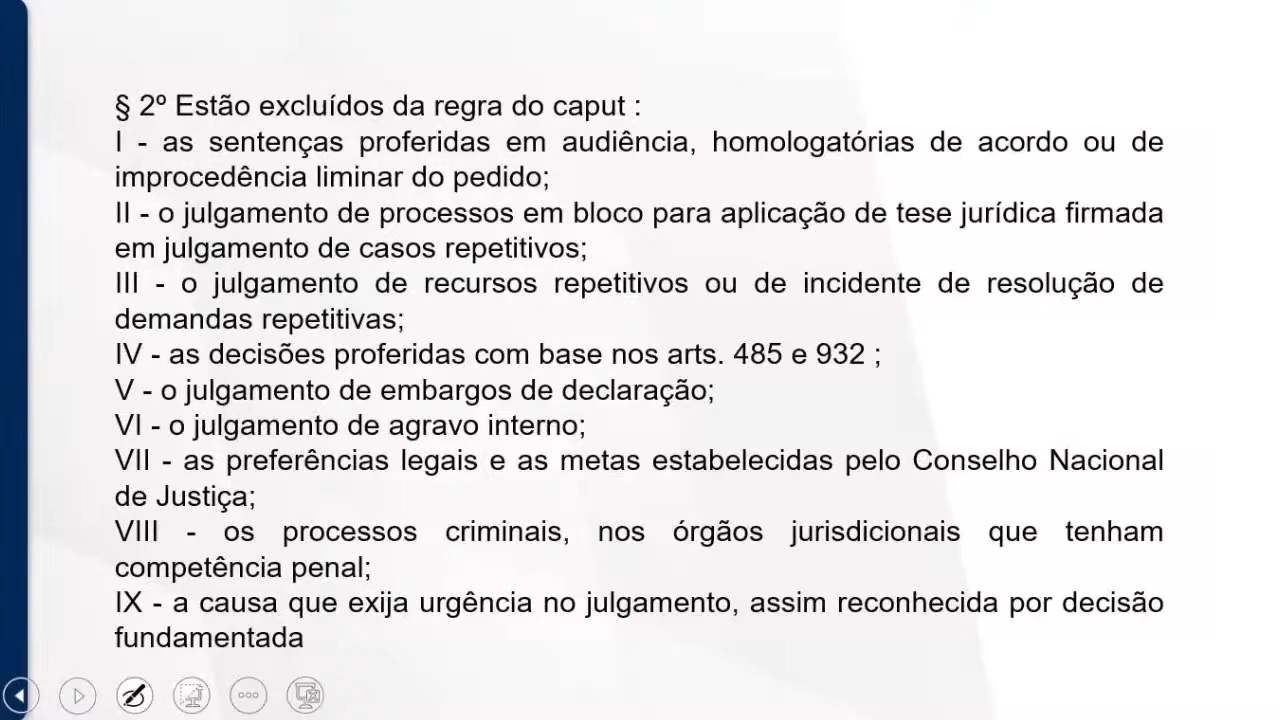 § 2º Estão excluídos da regra do caput :
I - as sentenças proferidas em audiência, homologatórias de acordo ou de
improcedência liminar do pedido;
II - o julgamento de processos em bloco para aplicação de tese jurídica firmada
em julgamento de casos repetitivos;
III - o julgamento de recursos repetitivos ou de incidente de resolução de
demandas repetitivas;
IV - as decisões proferidas com base nos arts. 485 e 932 ;
V - o julgamento de embargos de declaração;
VI - o julgamento de agravo interno;
VII - as preferências legais e as metas estabelecidas pelo Conselho Nacional
de Justiça;
VIII - os processos criminais, nos órgãos jurisdicionais que tenham
competência penal;
IX - a causa que exija urgência no julgamento, assim reconhecida por decisão
fundamentada